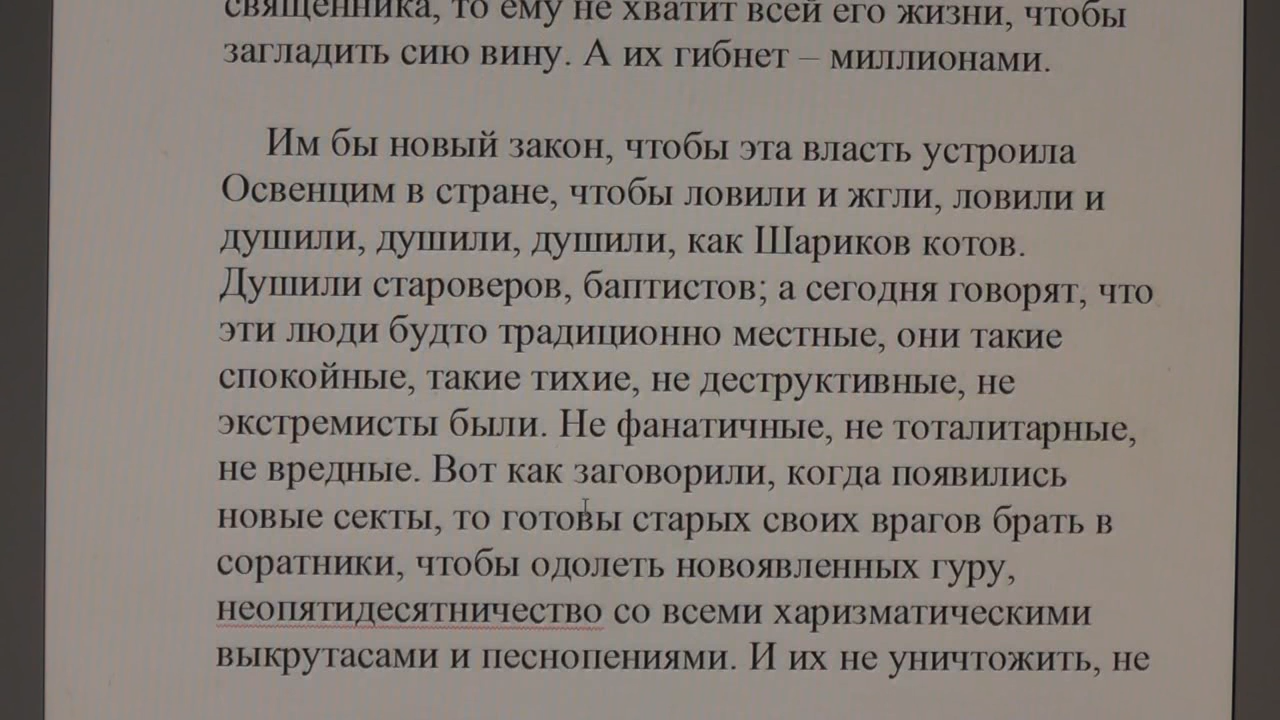 священника, то ему не хватит всей его жизни, чтобы
загладить сию вину. А их гибнет – миллионами.
Им бы новый закон, чтобы эта власть устроила
Освенцим в стране, чтобы ловили и жгли, ловили и
душили, душили, душили, как Шариков котов.
Душили староверов, баптистов; а сегодня говорят, что
эти люди будто традиционно местные, они такие
спокойные, такие тихие, не деструктивные, не
экстремисты были. Не фанатичные, не тоталитарные,
не вредные. Вот как заговорили, когда появились
новые секты, то готовы старых своих врагов брать в
соратники, чтобы одолеть новоявленных гуру,
неопятидесятничество со всеми харизматическими
выкрутасами и песнопениями. И их не уничтожить, не